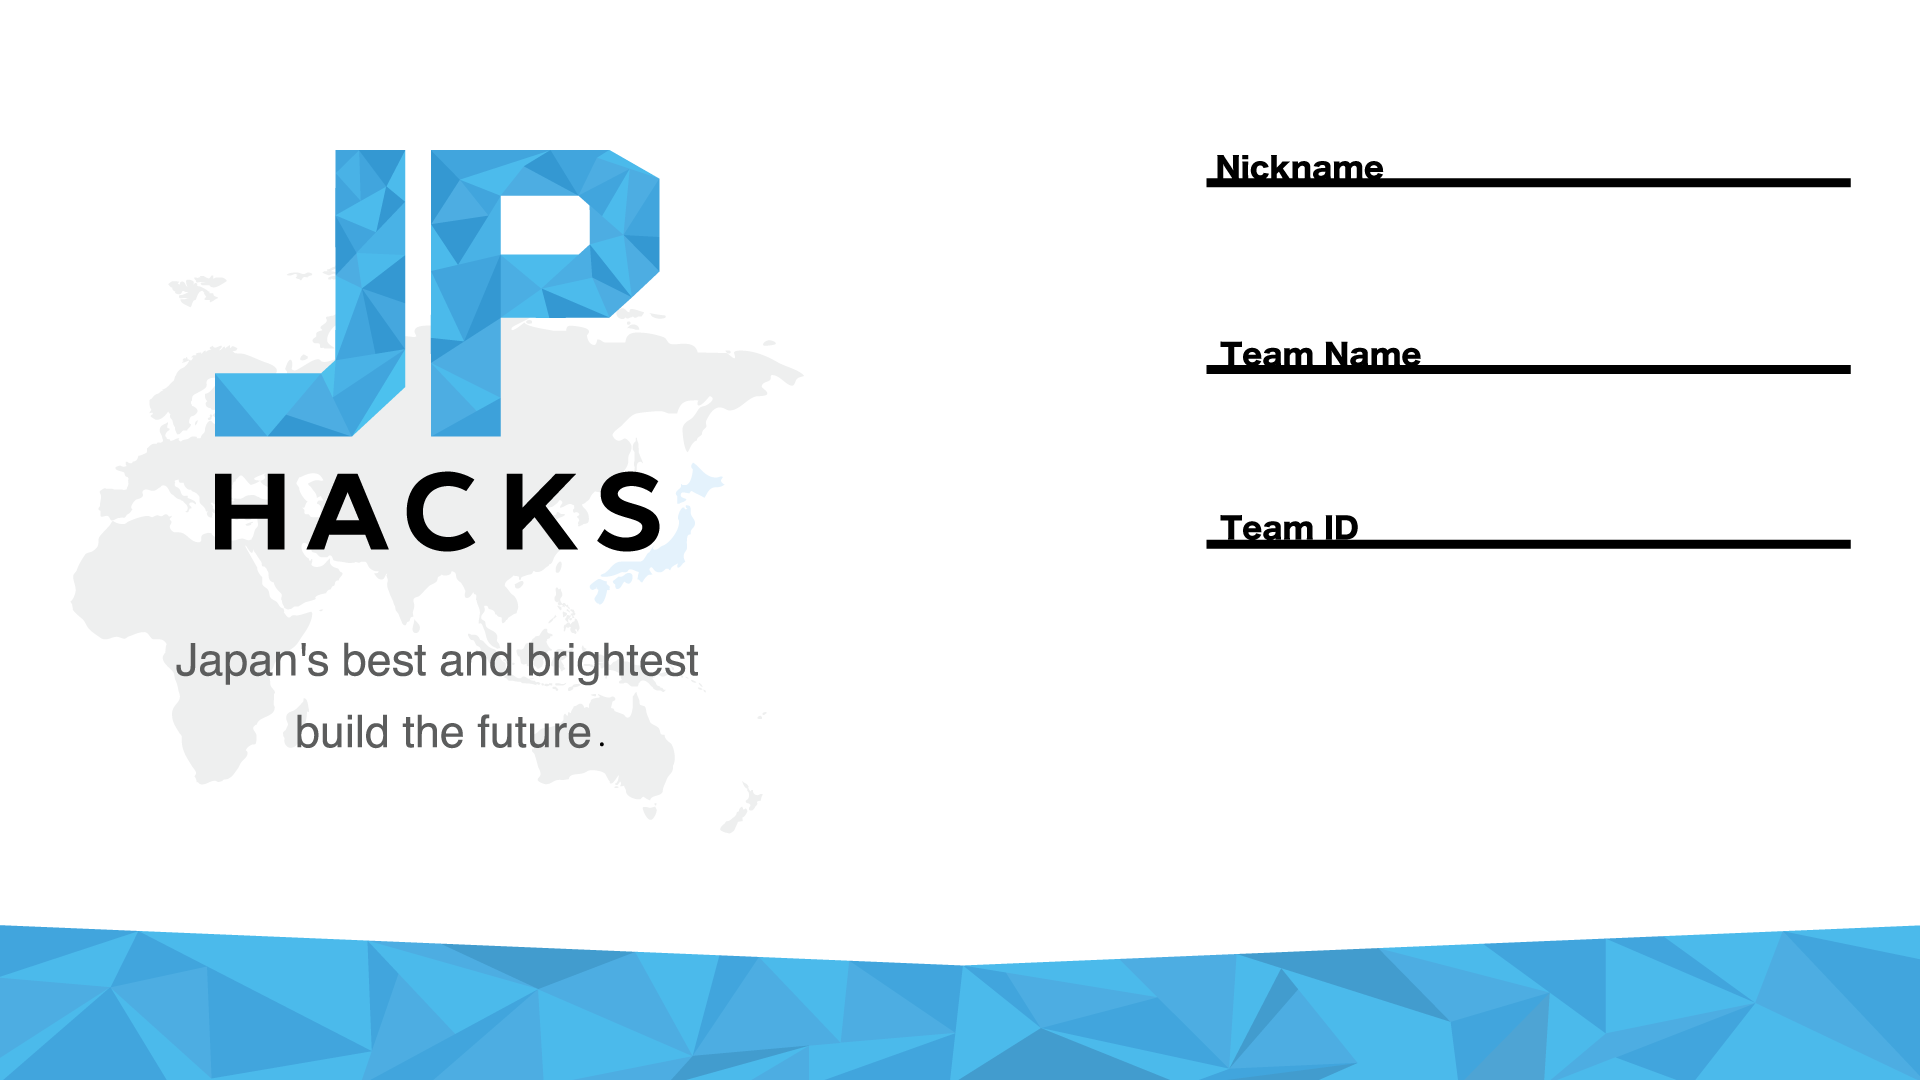 JP
HACKS
Japan's best and brightest
build the future .
Nickname
Team Name
Team ID